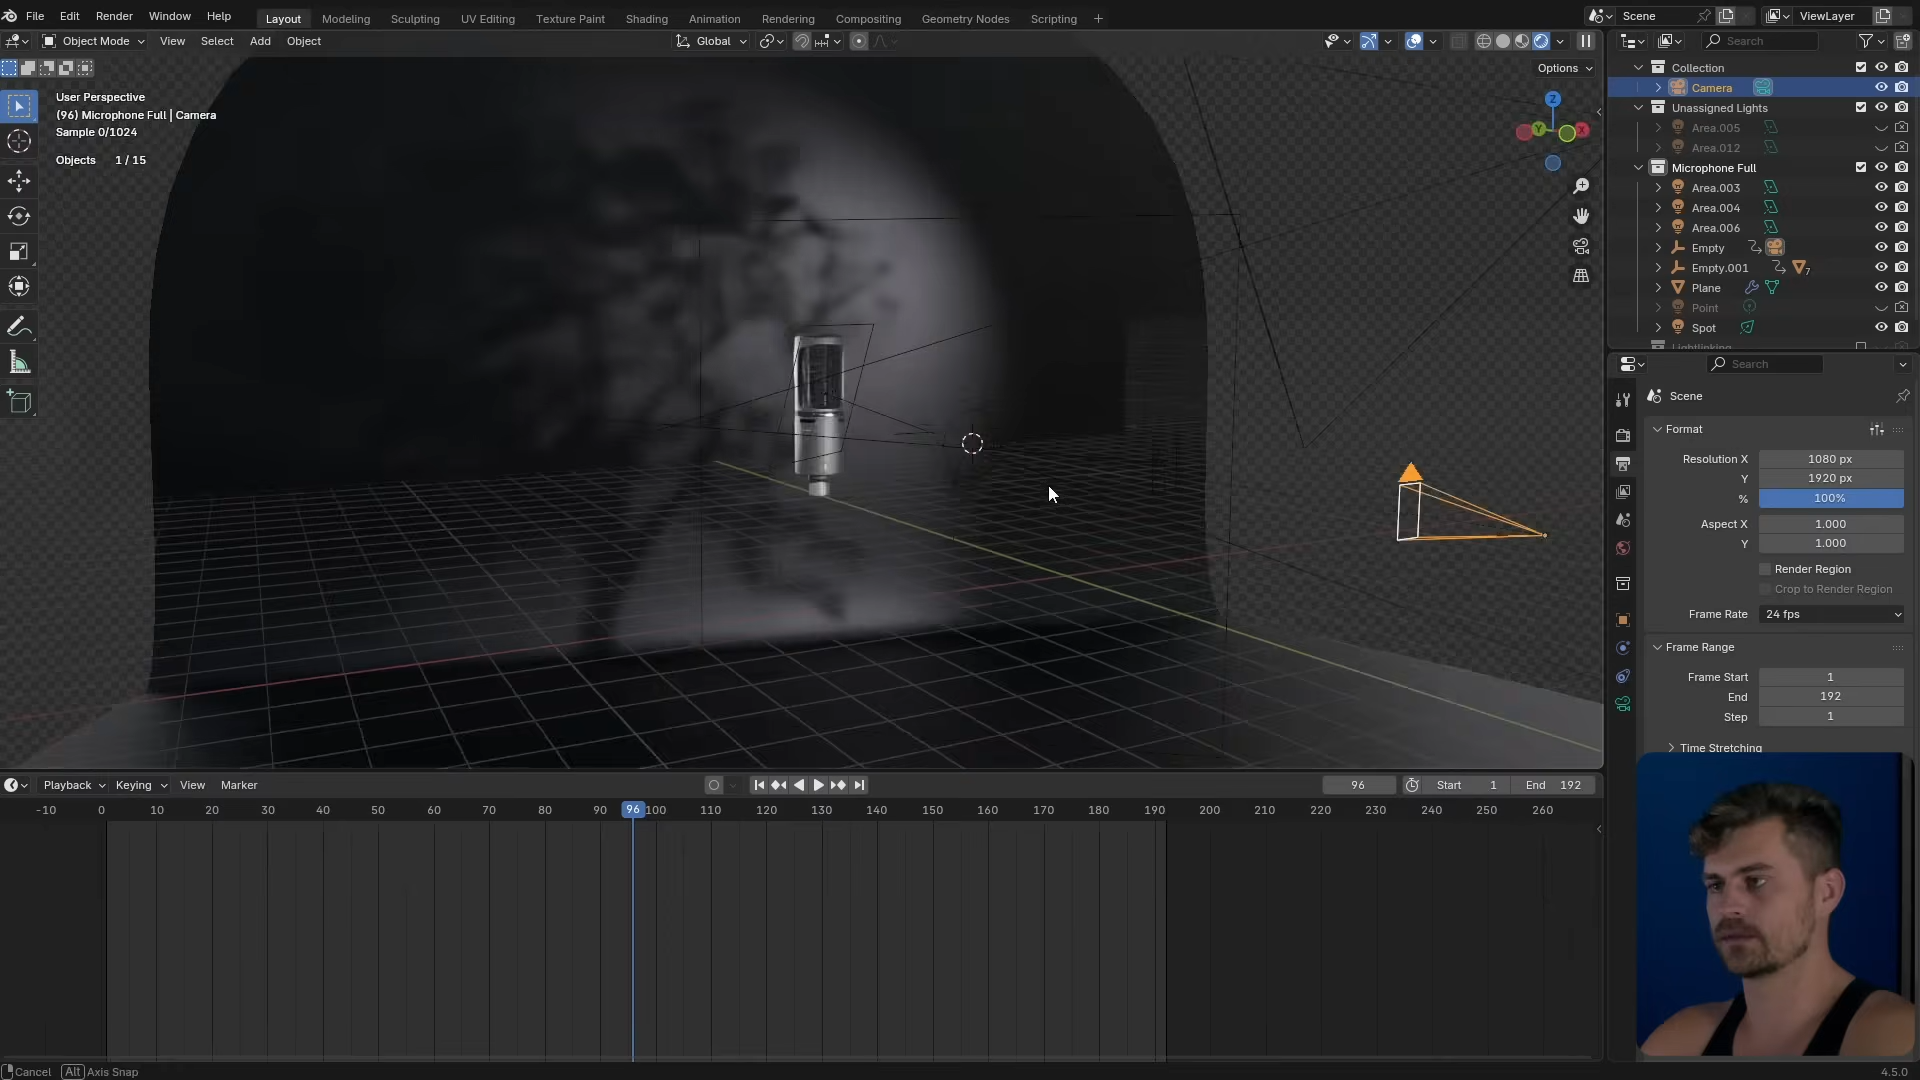 File Edit Render Window Help
Layout Modeling Sculpting UV Editing Texture Paint Shading Animation Rendering Compositing Geometry Nodes Scripting +
Scene
ViewLayer
Object Mode View Select Add Object
Global
Options
User Perspective
(96) Microphone Full | Camera
Sample 0/1024
Objects 1 / 15
Z
Y
X
Search
Collection
Camera
Unassigned Lights
Area.005
Area.012
Microphone Full
Area.003
Area.004
Area.006
Empty
Empty.001
7
Plane
Point
Spot
Lightlinking
Search
Scene
Format
Resolution X 1080 px
Y 1920 px
% 100%
Aspect X 1.000
Y 1.000
Render Region
Crop to Render Region
Frame Rate 24 fps
Frame Range
Frame Start 1
End 192
Step 1
Time Stretching
Playback Keying View Marker
96 Start 1 End 192
-10 0 10 20 30 40 50 60 70 80 90 96 100 110 120 130 140 150 160 170 180 190 200 210 220 230 240 250 260
Cancel Alt Axis Snap
4.5.0